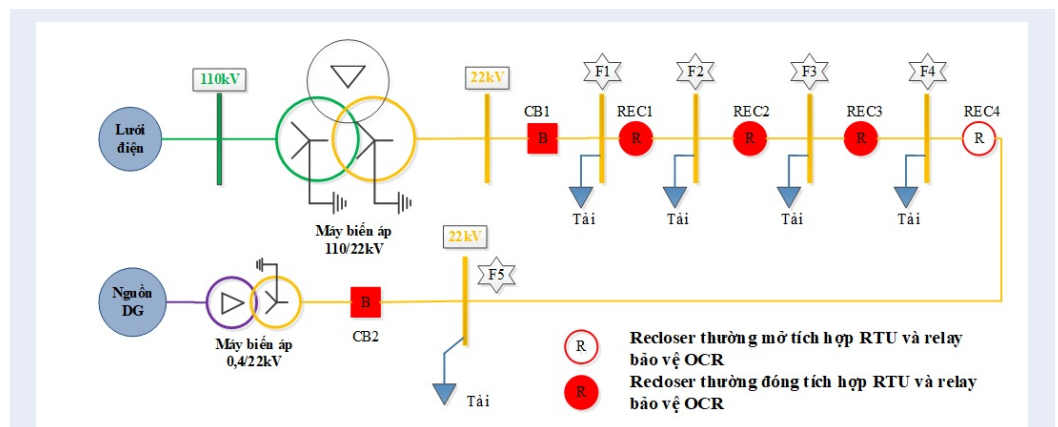 110kV
22kV
F1
F2
F3
F4
CB1
REC1
REC2
REC3
REC4
Lưới
điện
B
R
R
R
R
Tải
Tải
Tải
Tải
Máy biến áp
110/22kV
22kV
F5
Nguồn
DG
B
CB2
Máy biến áp
0,4/22kV
Tải
R
Recloser thường mở tích hợp RTU và relay
bảo vệ OCR
R
Recloser thường đóng tích hợp RTU và relay
bảo vệ OCR